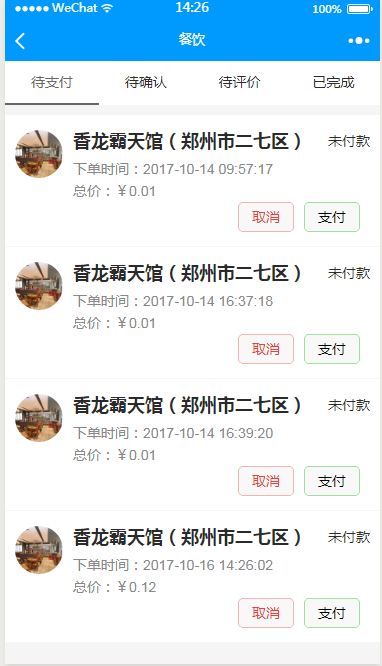 WeChat 14:26 100%
餐饮
待支付 待确认 待评价 已完成
香龙霸天馆（郑州市二七区） 未付款
下单时间：2017-10-14 09:57:17
总价：￥0.01
取消 支付
香龙霸天馆（郑州市二七区） 未付款
下单时间：2017-10-14 16:37:18
总价：￥0.01
取消 支付
香龙霸天馆（郑州市二七区） 未付款
下单时间：2017-10-14 16:39:20
总价：￥0.01
取消 支付
香龙霸天馆（郑州市二七区） 未付款
下单时间：2017-10-16 14:26:02
总价：￥0.12
取消 支付